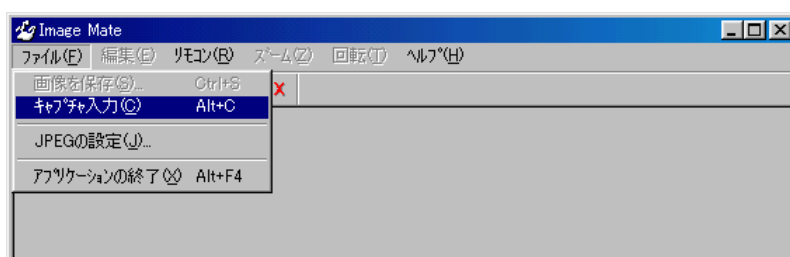 Image Mate
ファイル(F) 編集(E) リモコン(R) ズーム(Z) 回転(T) ヘルプ(H)
画像を保存(S)... Ctrl+S
キャプチャ入力(C) Alt+C
JPEGの設定(J)...
アプリケーションの終了(X) Alt+F4